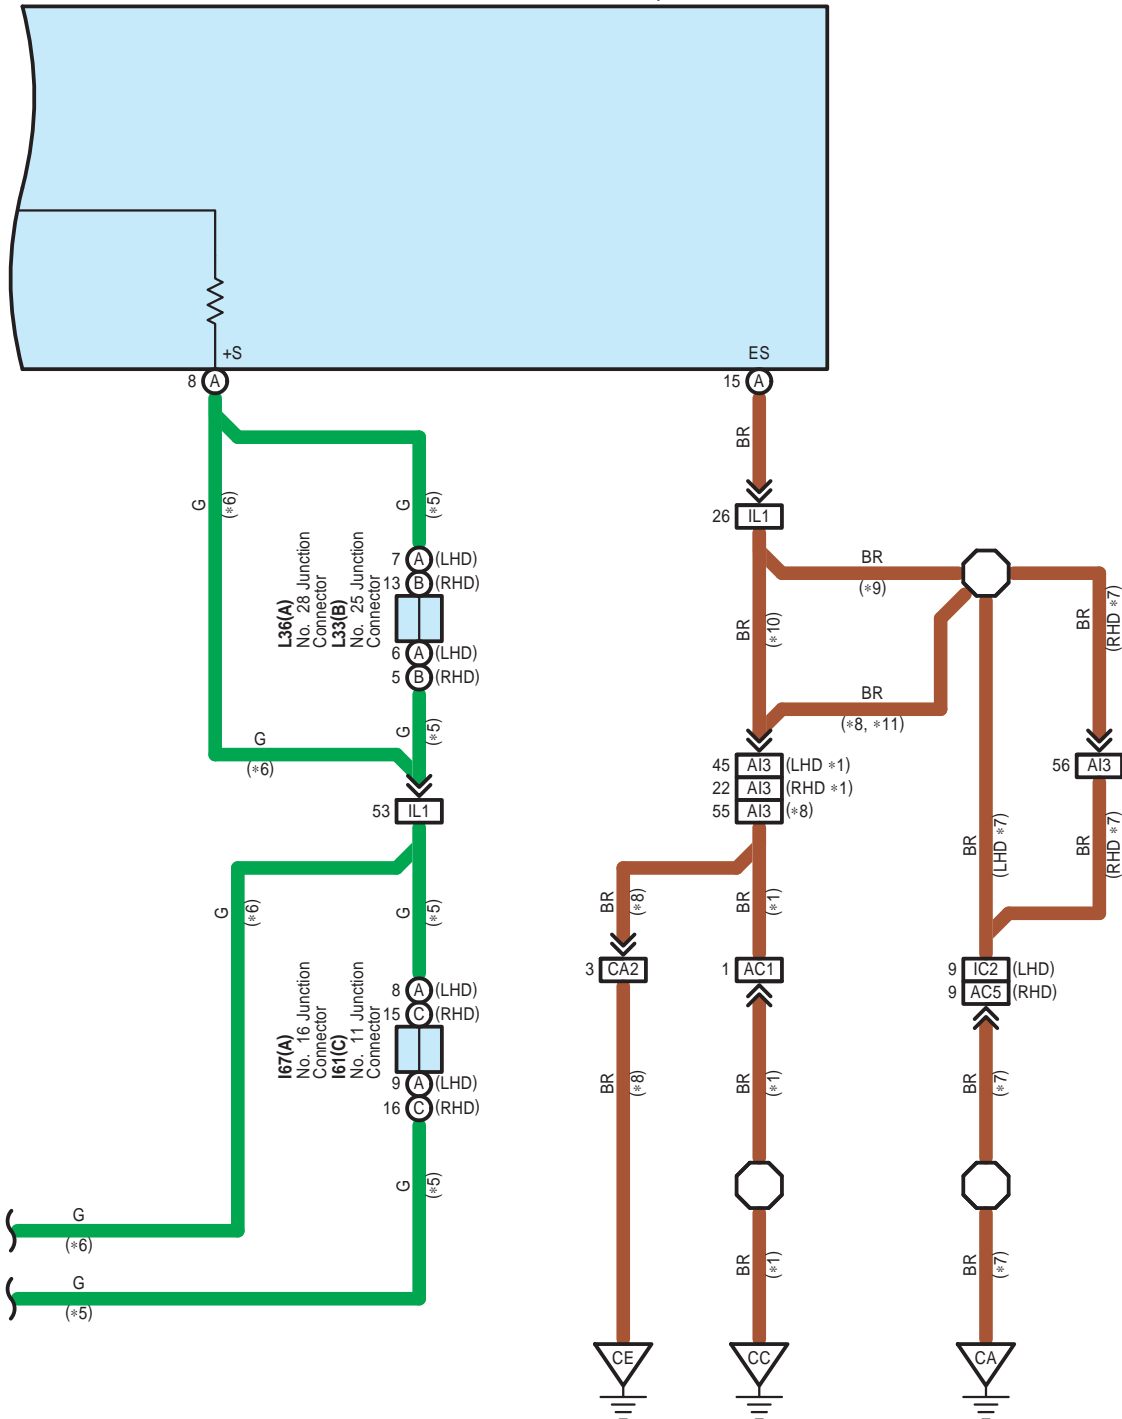 +S
ES
8 A
15 A
BR
G
(*6)
G
(*5)
26 IL1
7 A (LHD)
13 B (RHD)
L36(A)
No. 28 Junction
Connector
L33(B)
No. 25 Junction
Connector
6 A (LHD)
5 B (RHD)
BR
(*9)
BR
(*10)
BR
(RHD *7)
BR
(*8, *11)
G
(*5)
G
(*6)
45 AI3 (LHD *1)
22 AI3 (RHD *1)
55 AI3 (*8)
56 AI3
53 IL1
BR
(LHD *7)
BR
(RHD *7)
G
(*6)
G
(*5)
BR
(*8)
BR
(*1)
3 CA2
1 AC1
9 IC2 (LHD)
9 AC5 (RHD)
8 A (LHD)
15 C (RHD)
I67(A)
No. 16 Junction
Connector
I61(C)
No. 11 Junction
Connector
9 A (LHD)
16 C (RHD)
BR
(*8)
BR
(*1)
BR
(*7)
G
(*5)
G
(*6)
BR
(*1)
BR
(*7)
G
(*5)
CE
CC
CA